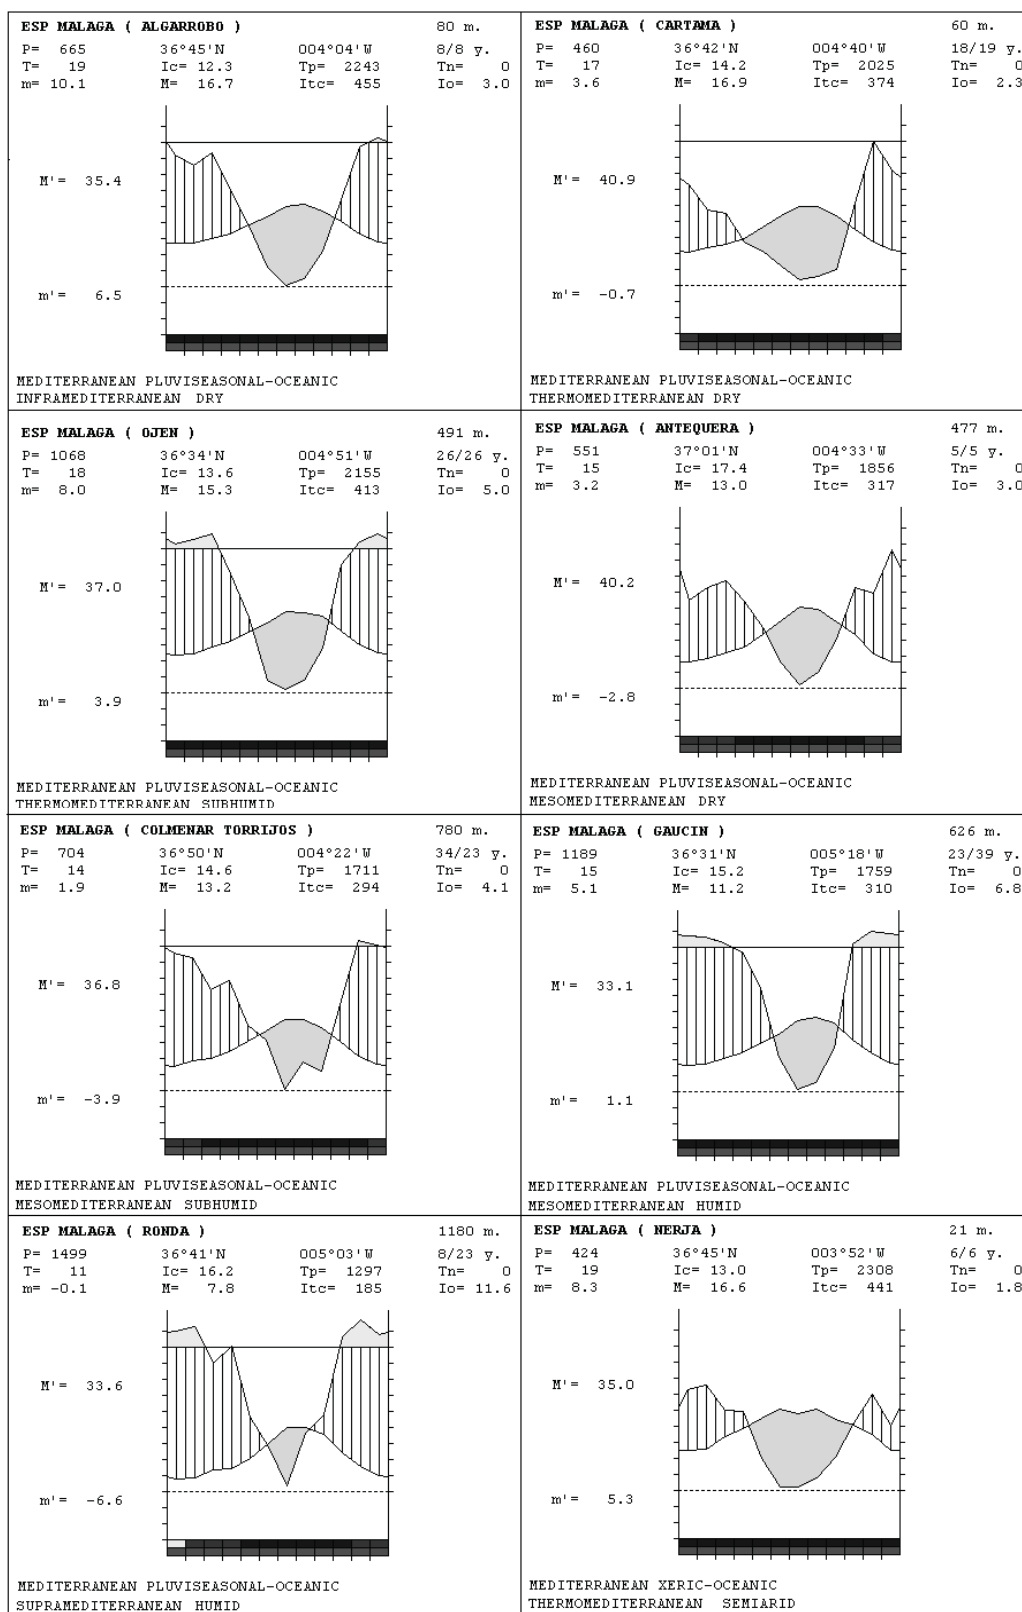 ESP MALAGA ( ALGARROBO ) 80 m.
P= 665 36°45'N 004°04'W 8/8 y.
T= 19 Ic= 12.3 Tp= 2243 Tn= 0
m= 10.1 M= 16.7 Itc= 455 Io= 3.0
M'= 35.4
m'= 6.5
MEDITERRANEAN PLUVISEASONAL-OCEANIC
INFRAMEDITERRANEAN DRY
ESP MALAGA ( CARTAMA ) 60 m.
P= 460 36°42'N 004°40'W 18/19 y.
T= 17 Ic= 14.2 Tp= 2025 Tn= 0
m= 3.6 M= 16.9 Itc= 374 Io= 2.3
M'= 40.9
m'= -0.7
MEDITERRANEAN PLUVISEASONAL-OCEANIC
THERMOMEDITERRANEAN DRY
ESP MALAGA ( OJEN ) 491 m.
P= 1068 36°34'N 004°51'W 26/26 y.
T= 18 Ic= 13.6 Tp= 2155 Tn= 0
m= 8.0 M= 15.3 Itc= 413 Io= 5.0
M'= 37.0
m'= 3.9
MEDITERRANEAN PLUVISEASONAL-OCEANIC
THERMOMEDITERRANEAN SUBHUMID
ESP MALAGA ( ANTEQUERA ) 477 m.
P= 551 37°01'N 004°33'W 5/5 y.
T= 15 Ic= 17.4 Tp= 1856 Tn= 0
m= 3.2 M= 13.0 Itc= 317 Io= 3.0
M'= 40.2
m'= -2.8
MEDITERRANEAN PLUVISEASONAL-OCEANIC
MESOMEDITERRANEAN DRY
ESP MALAGA ( COLMENAR TORRIJOS ) 780 m.
P= 704 36°50'N 004°22'W 34/23 y.
T= 14 Ic= 14.6 Tp= 1711 Tn= 0
m= 1.9 M= 13.2 Itc= 294 Io= 4.1
M'= 36.8
m'= -3.9
MEDITERRANEAN PLUVISEASONAL-OCEANIC
MESOMEDITERRANEAN SUBHUMID
ESP MALAGA ( GAUCIN ) 626 m.
P= 1189 36°31'N 005°18'W 23/39 y.
T= 15 Ic= 15.2 Tp= 1759 Tn= 0
m= 5.1 M= 11.2 Itc= 310 Io= 6.8
M'= 33.1
m'= 1.1
MEDITERRANEAN PLUVISEASONAL-OCEANIC
MESOMEDITERRANEAN HUMID
ESP MALAGA ( RONDA ) 1180 m.
P= 1499 36°41'N 005°03'W 8/23 y.
T= 11 Ic= 16.2 Tp= 1297 Tn= 0
m= -0.1 M= 7.8 Itc= 185 Io= 11.6
M'= 33.6
m'= -6.6
MEDITERRANEAN PLUVISEASONAL-OCEANIC
SUPRAMEDITERRANEAN HUMID
ESP MALAGA ( NERJA ) 21 m.
P= 424 36°45'N 003°52'W 6/6 y.
T= 19 Ic= 13.0 Tp= 2308 Tn= 0
m= 8.3 M= 16.6 Itc= 441 Io= 1.8
M'= 35.0
m'= 5.3
MEDITERRANEAN XERIC-OCEANIC
THERMOMEDITERRANEAN SEMIARID